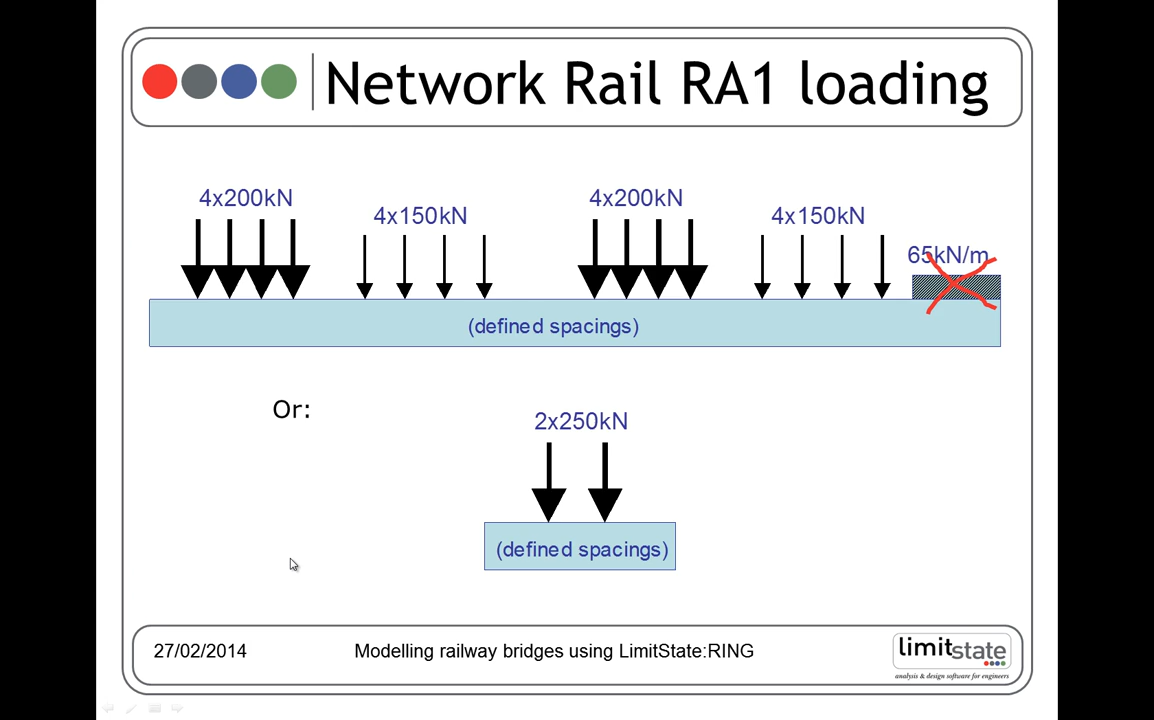 Network Rail RA1 loading
4x200kN
4x150kN
4x200kN
4x150kN
65kN/m
(defined spacings)
Or:
2x250kN
(defined spacings)
27/02/2014
Modelling railway bridges using LimitState:RING
limitstate
analysis & design software for engineers